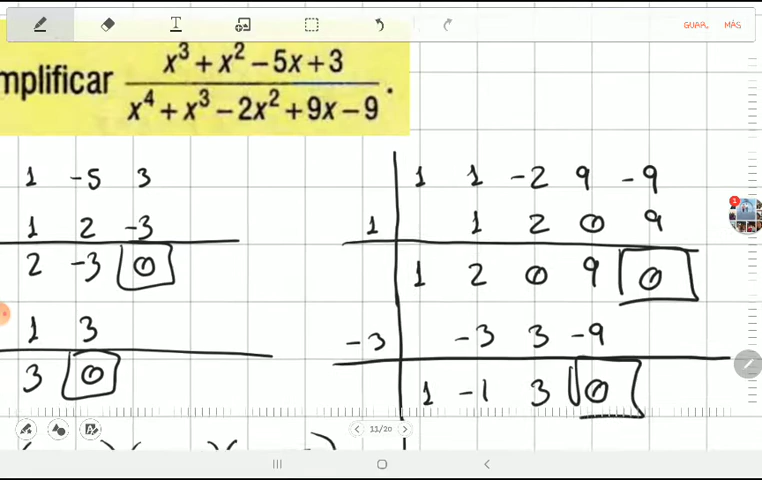 GUAR. MÁS
mplificar x³ + x² − 5x + 3
x⁴ + x³ − 2x² + 9x − 9 .
1 -5 3
1 2 -3
2 -3 0
1 3
3 0
1 1 -2 9 -9
1 1 2 0 9
1 2 0 9 0
-3 -3 3 -9
1 -1 3 0
11/20
1